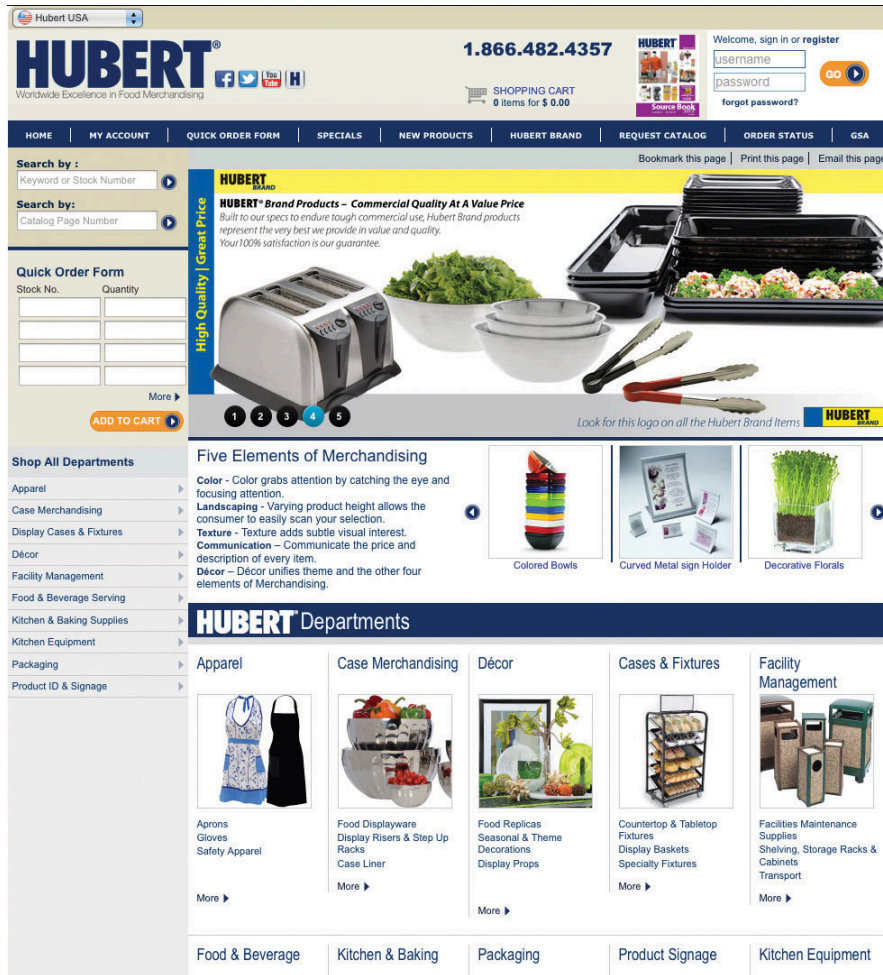 Hubert USA
HUBERT®
Worldwide Excellence in Food Merchandising
f You Tube H
1.866.482.4357
SHOPPING CART
0 items for $ 0.00
HUBERT
Source Book
Welcome, sign in or register
username
password
GO
forgot password?
HOME MY ACCOUNT QUICK ORDER FORM SPECIALS NEW PRODUCTS HUBERT BRAND REQUEST CATALOG ORDER STATUS GSA
Bookmark this page | Print this page | Email this page
Search by :
Keyword or Stock Number
Search by:
Catalog Page Number
Quick Order Form
Stock No. Quantity
More
ADD TO CART
High Quality | Great Price
HUBERT
BRAND
HUBERT® Brand Products – Commercial Quality At A Value Price
Built to our specs to endure tough commercial use, Hubert Brand products
represent the very best we provide in value and quality.
Your 100% satisfaction is our guarantee.
1 2 3 4 5
Look for this logo on all the Hubert Brand Items
HUBERT
BRAND
Shop All Departments
Apparel
Case Merchandising
Display Cases & Fixtures
Décor
Facility Management
Food & Beverage Serving
Kitchen & Baking Supplies
Kitchen Equipment
Packaging
Product ID & Signage
Five Elements of Merchandising
Color - Color grabs attention by catching the eye and
focusing attention.
Landscaping - Varying product height allows the
consumer to easily scan your selection.
Texture - Texture adds subtle visual interest.
Communication – Communicate the price and
description of every item.
Décor – Décor unifies theme and the other four
elements of Merchandising.
Colored Bowls
Curved Metal sign Holder
Decorative Florals
HUBERT® Departments
Apparel
Aprons
Gloves
Safety Apparel
More
Case Merchandising
Food Displayware
Display Risers & Step Up
Racks
Case Liner
More
Décor
Food Replicas
Seasonal & Theme
Decorations
Display Props
More
Cases & Fixtures
Countertop & Tabletop
Fixtures
Display Baskets
Specialty Fixtures
More
Facility
Management
Facilities Maintenance
Supplies
Shelving, Storage Racks &
Cabinets
Transport
More
Food & Beverage
Kitchen & Baking
Packaging
Product Signage
Kitchen Equipment